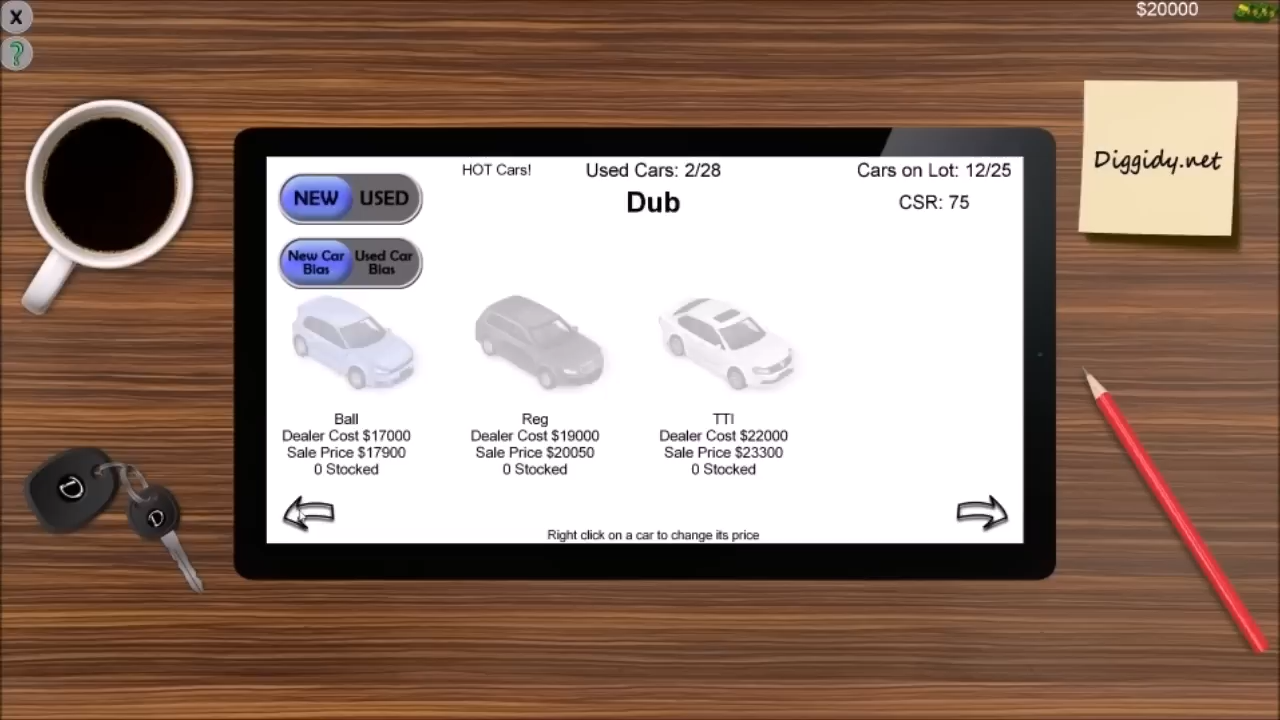 X
?
$20000
Diggidy.net
HOT Cars!
Used Cars: 2/28
Cars on Lot: 12/25
NEW USED
Dub
CSR: 75
New Car Bias
Used Car Bias
Ball
Dealer Cost $17000
Sale Price $17900
0 Stocked
Reg
Dealer Cost $19000
Sale Price $20050
0 Stocked
TTI
Dealer Cost $22000
Sale Price $23300
0 Stocked
D
D
Right click on a car to change its price